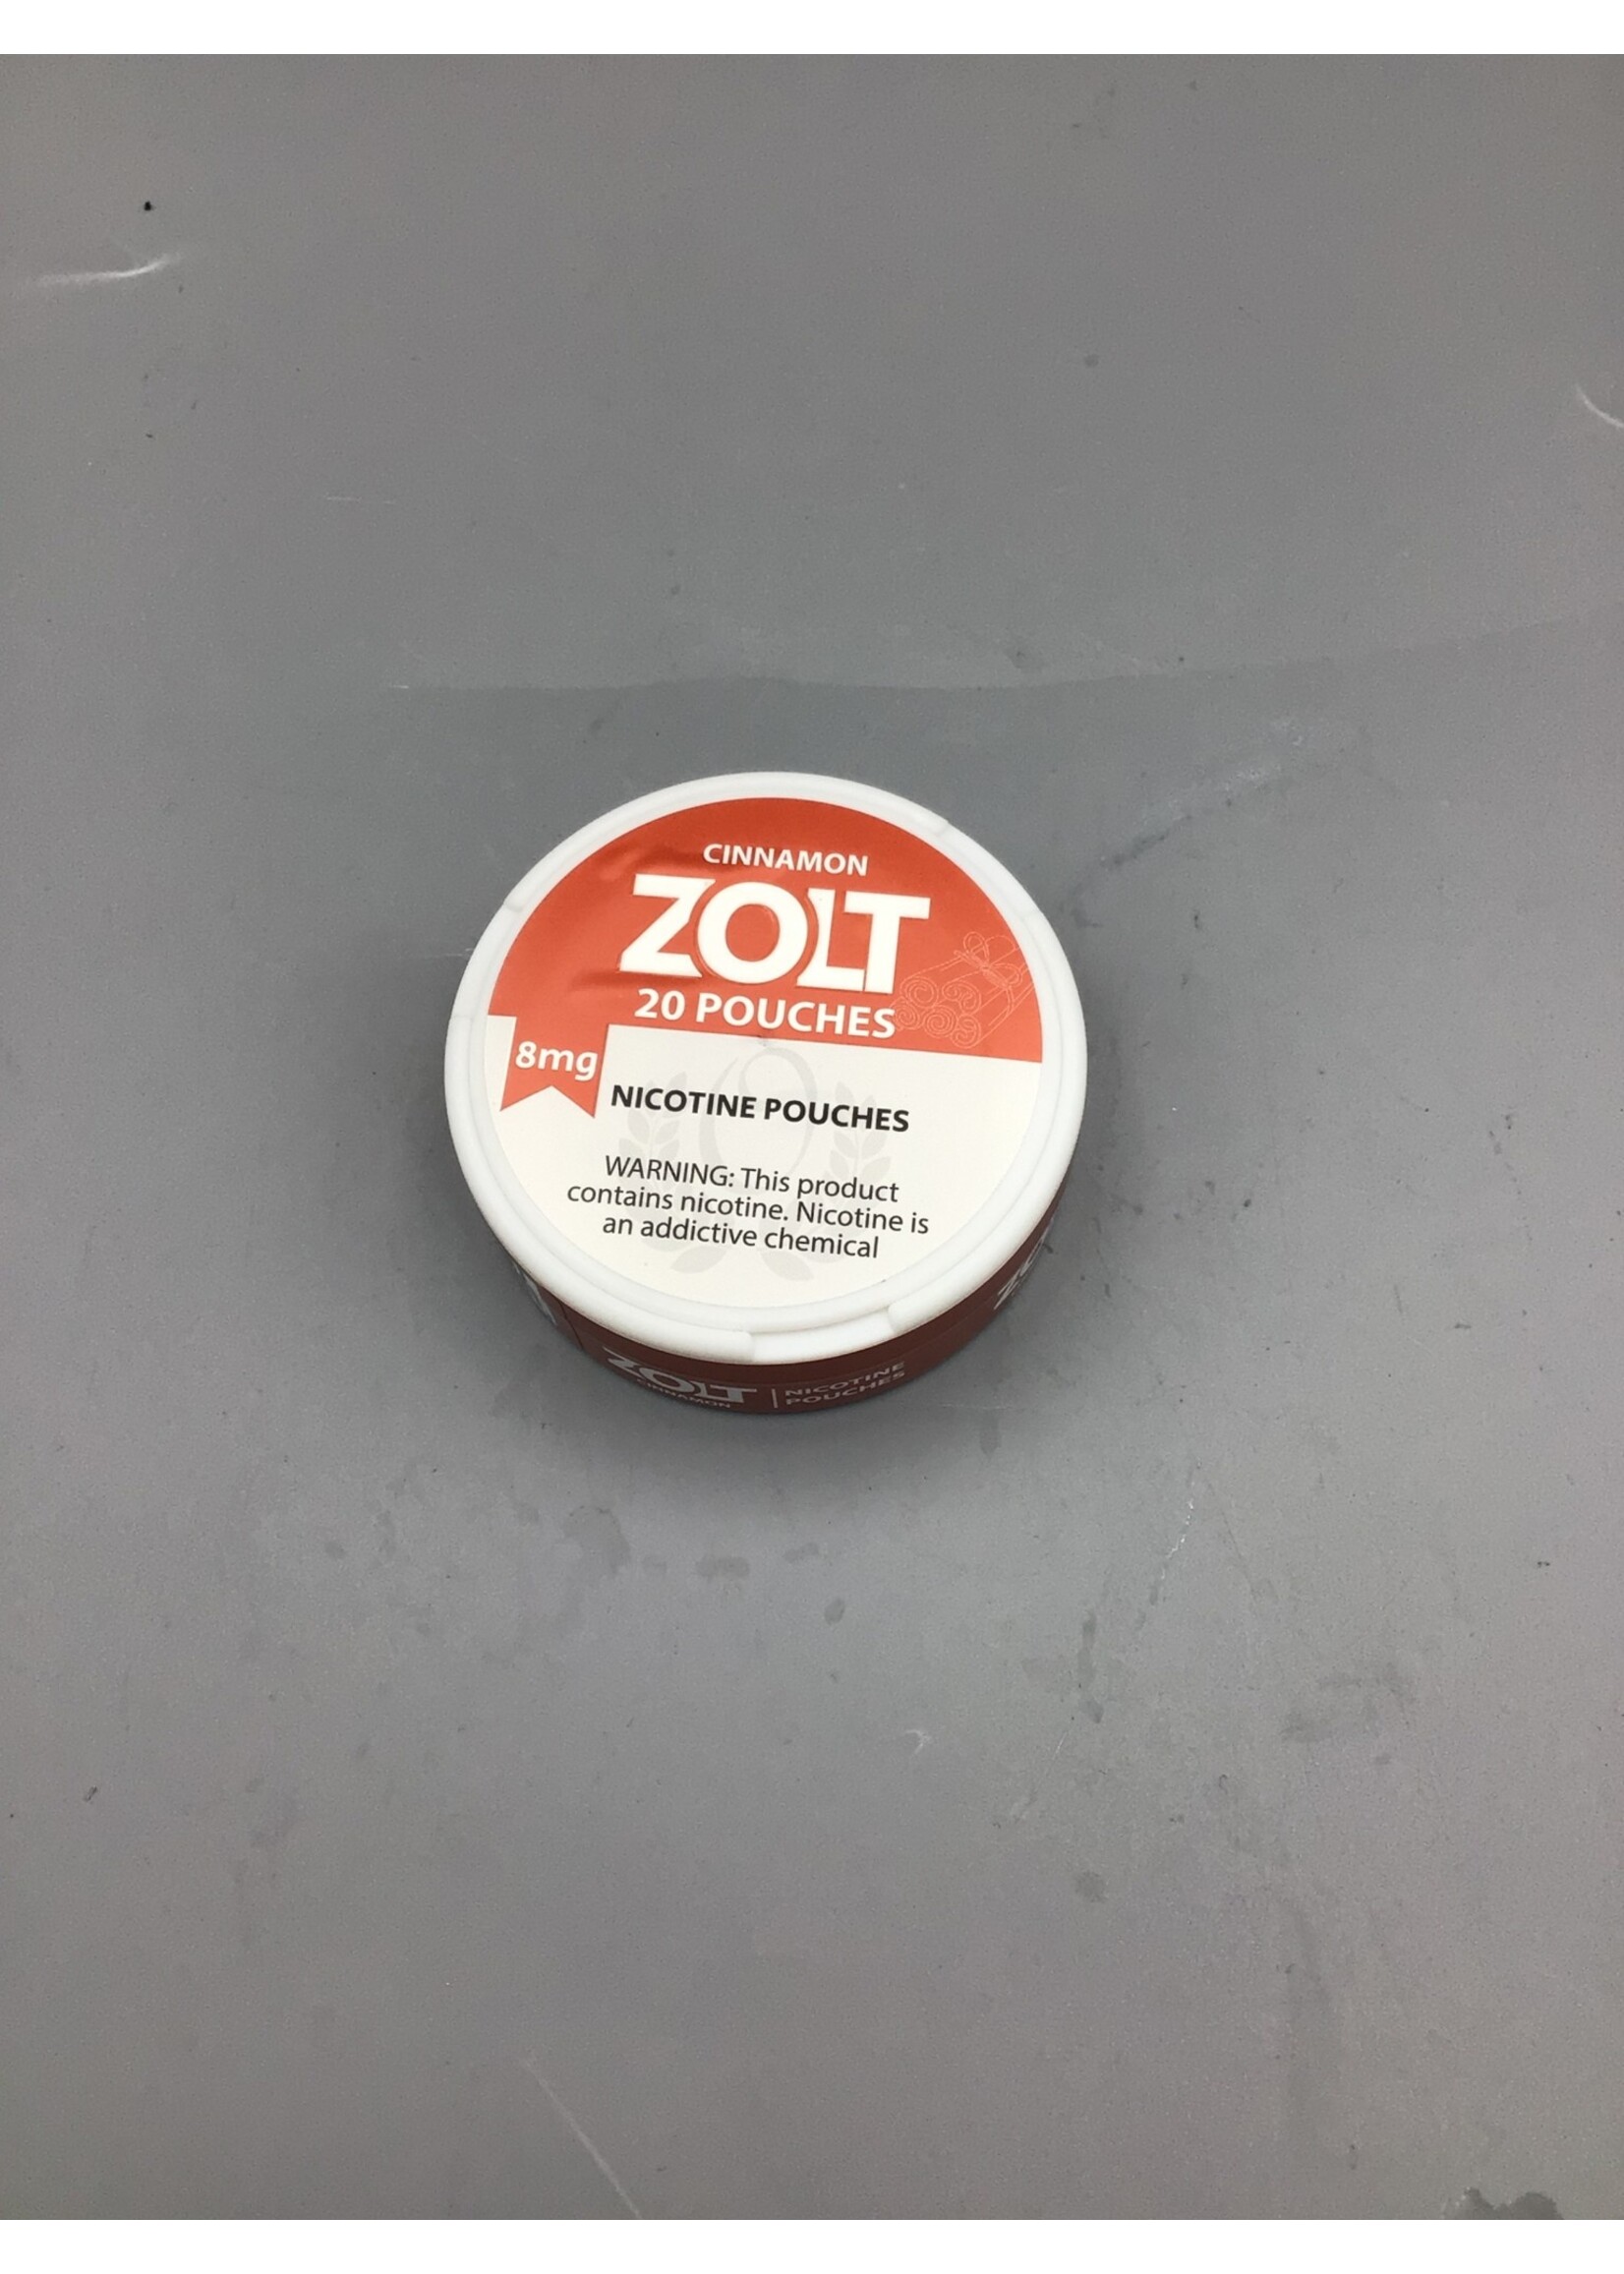 CINNAMON
ZOLT
20 POUCHES
8mg
NICOTINE POUCHES
WARNING: This product
contains nicotine. Nicotine is
an addictive chemical
ZOLT
CINNAMON
NICOTINE
POUCHES